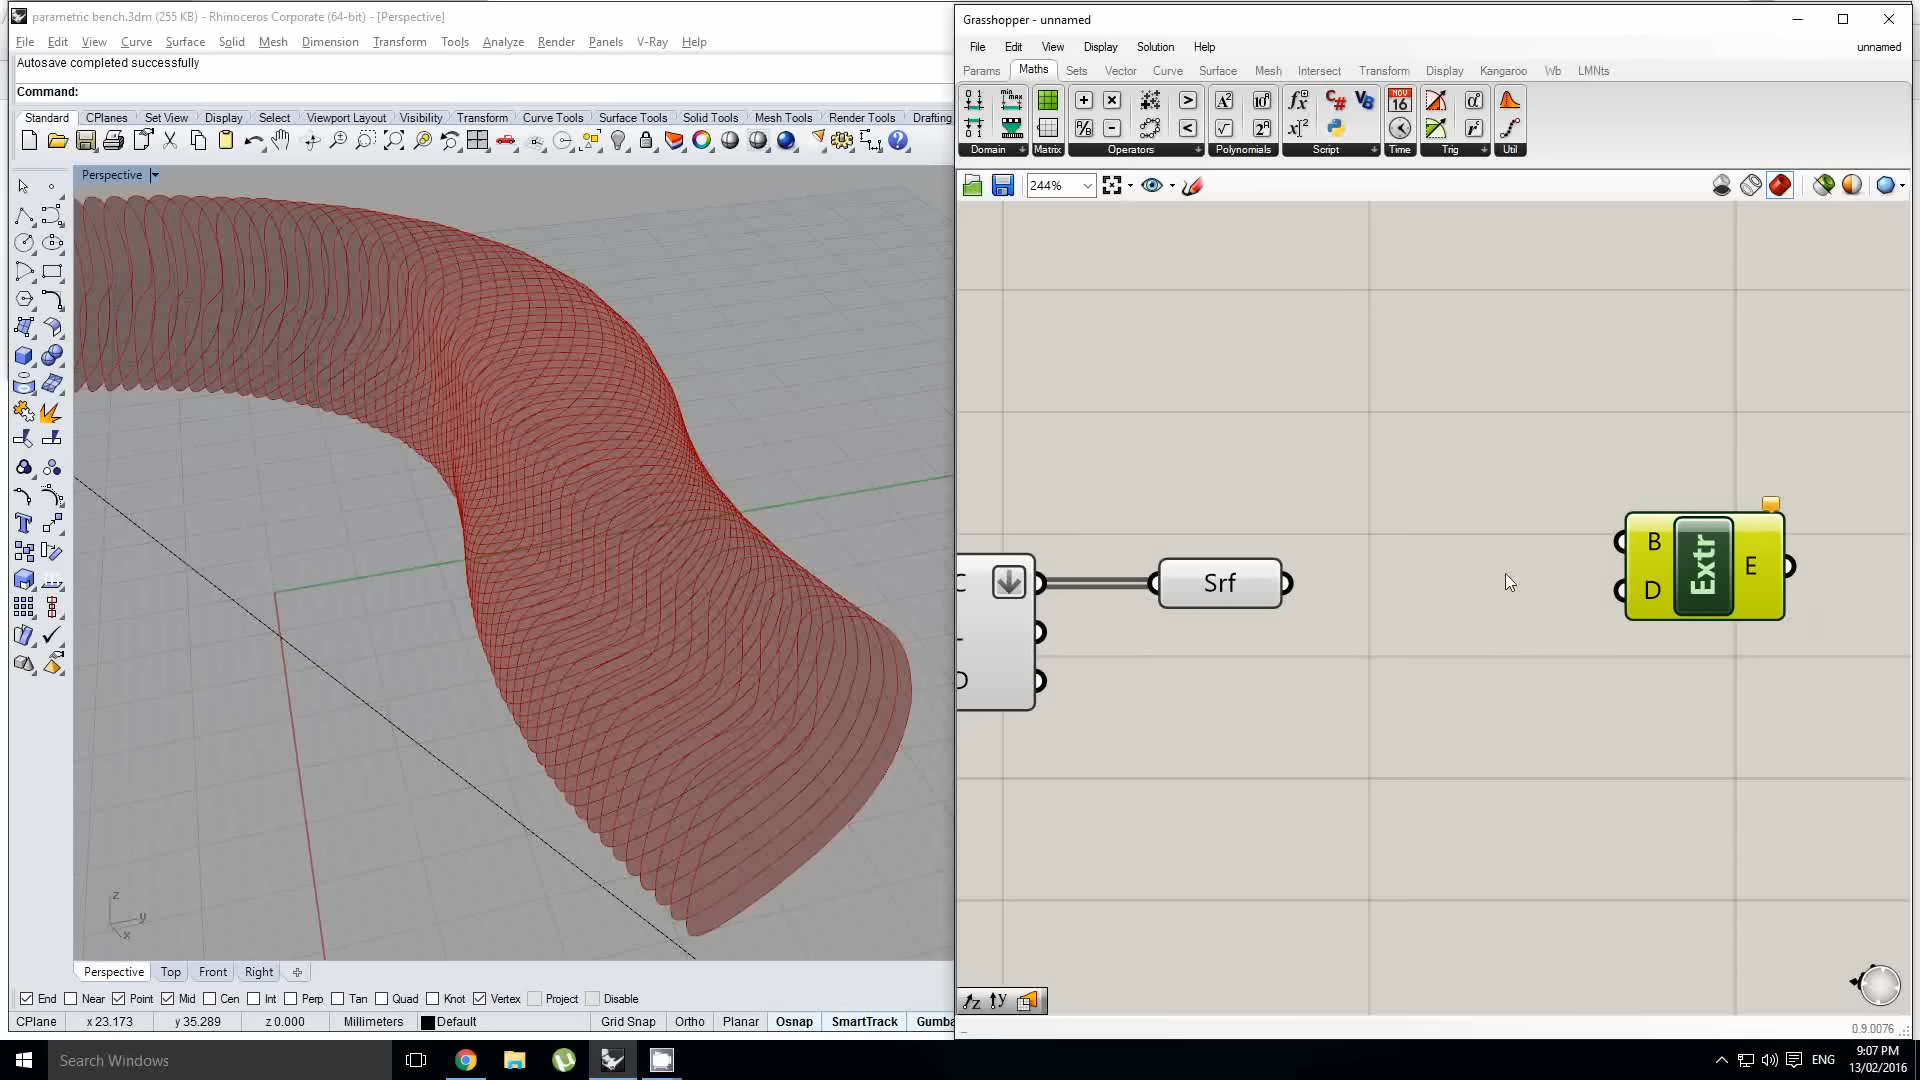 parametric bench.3dm (255 KB) - Rhinoceros Corporate (64-bit) - [Perspective]
File Edit View Curve Surface Solid Mesh Dimension Transform Tools Analyze Render Panels V-Ray Help
Autosave completed successfully
Command:
Standard CPlanes Set View Display Select Viewport Layout Visibility Transform Curve Tools Surface Tools Solid Tools Mesh Tools Render Tools Drafting
Perspective
z
y
x
Perspective Top Front Right
End Near Point Mid Cen Int Perp Tan Quad Knot Vertex Project Disable
CPlane x 23.173 y 35.289 z 0.000 Millimeters Default Grid Snap Ortho Planar Osnap SmartTrack Gumba
Grasshopper - unnamed
File Edit View Display Solution Help unnamed
Params Maths Sets Vector Curve Surface Mesh Intersect Transform Display Kangaroo Wb LMNts
Domain Matrix Operators Polynomials Script Time Trig Util
NOV
16
244%
C
D
Srf
B
D
Extr
E
0.9.0076
Search Windows
ENG
9:07 PM
13/02/2016